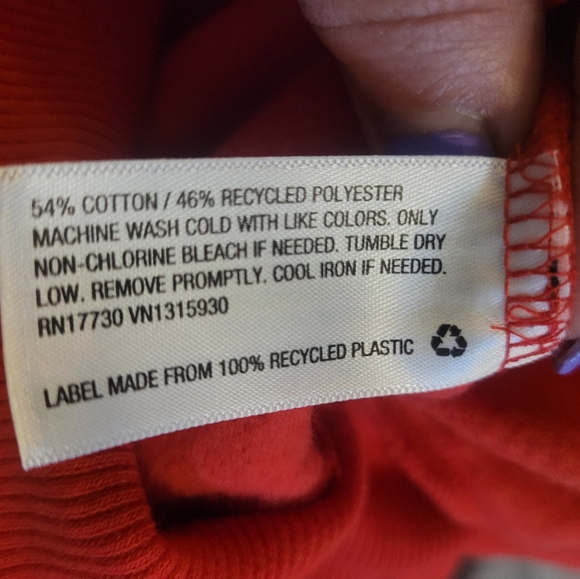 54% COTTON / 46% RECYCLED POLYESTER
MACHINE WASH COLD WITH LIKE COLORS. ONLY
NON-CHLORINE BLEACH IF NEEDED. TUMBLE DRY
LOW. REMOVE PROMPTLY. COOL IRON IF NEEDED.
RN17730 VN1315930
LABEL MADE FROM 100% RECYCLED PLASTIC